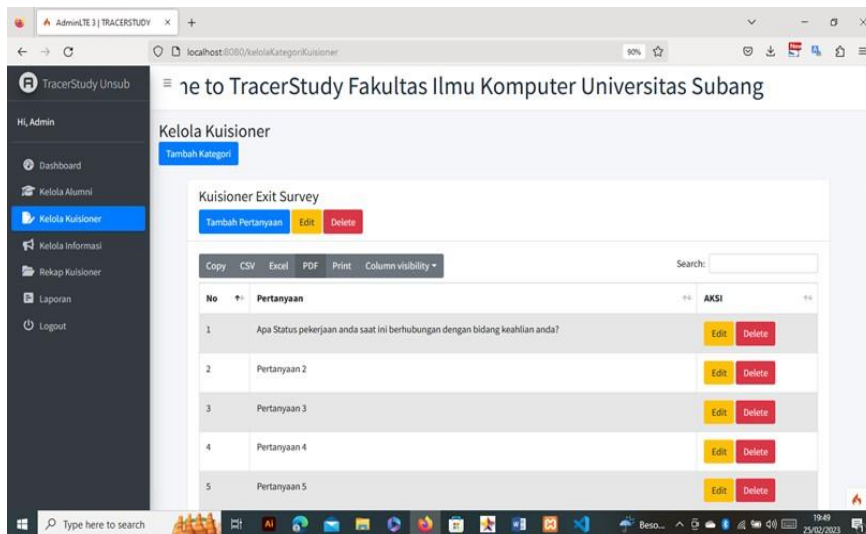 AdminLTE 3 | TRACERSTUDY
localhost:8080/kelolaKategoriKuisioner
90%
TracerStudy Unsub
ne to TracerStudy Fakultas Ilmu Komputer Universitas Subang
Hi, Admin
Dashboard
Kelola Alumni
Kelola Kuisioner
Kelola Informasi
Rekap Kuisioner
Laporan
Logout
Kelola Kuisioner
Tambah Kategori
Kuisioner Exit Survey
Tambah Pertanyaan Edit Delete
Copy CSV Excel PDF Print Column visibility
Search:
No Pertanyaan AKSI
1 Apa Status pekerjaan anda saat ini berhubungan dengan bidang keahlian anda? Edit Delete
2 Pertanyaan 2 Edit Delete
3 Pertanyaan 3 Edit Delete
4 Pertanyaan 4 Edit Delete
5 Pertanyaan 5 Edit Delete
Type here to search
Ai
Beso...
19:49
25/02/2023